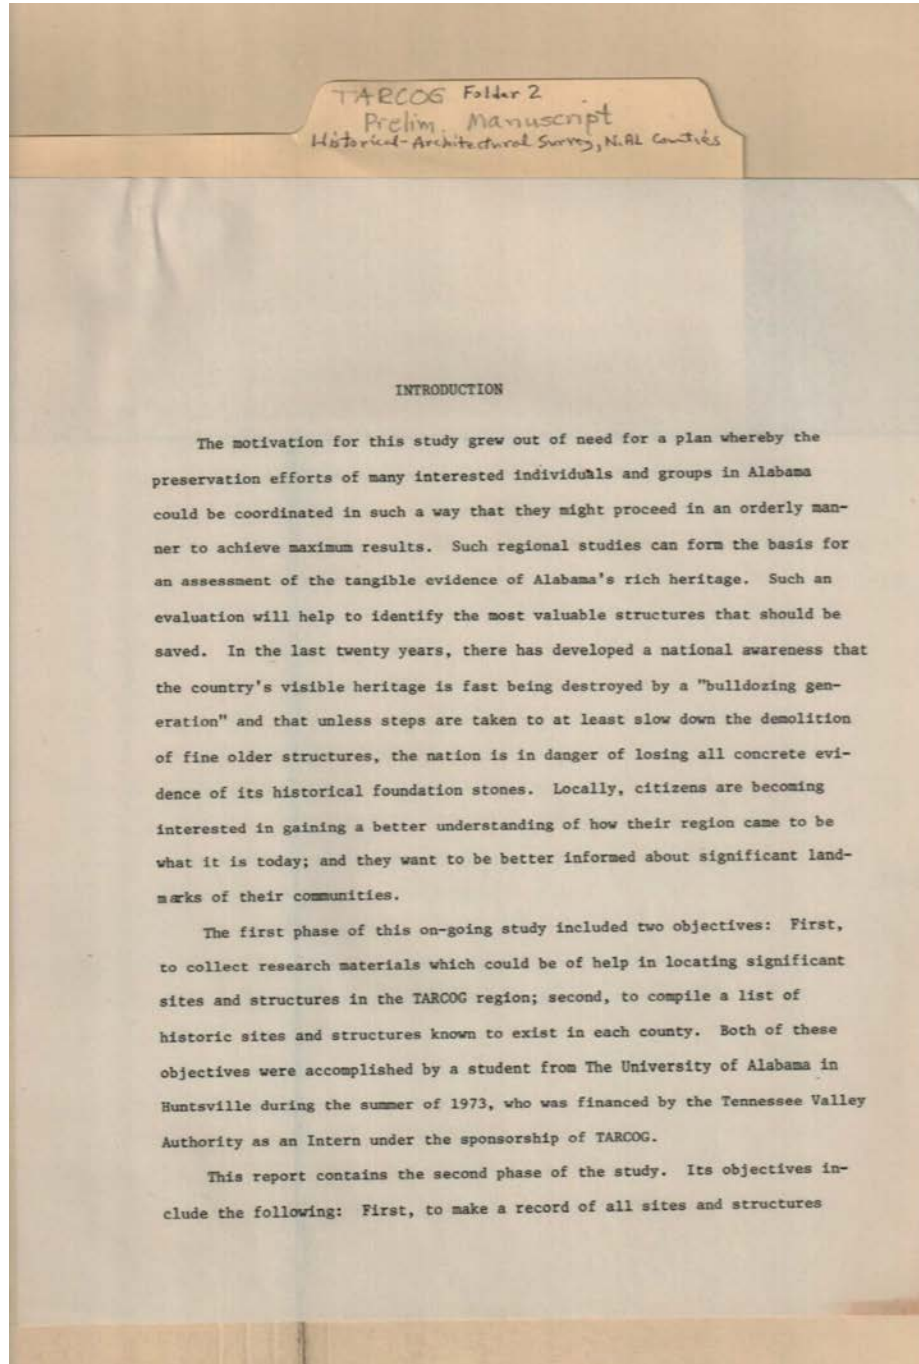 TARCOG Folder 2
Prelim. Manuscript
Historical-Architectural Survey, N.AL Counties
INTRODUCTION
The motivation for this study grew out of need for a plan whereby the
preservation efforts of many interested individuals and groups in Alabama
could be coordinated in such a way that they might proceed in an orderly man-
ner to achieve maximum results. Such regional studies can form the basis for
an assessment of the tangible evidence of Alabama's rich heritage. Such an
evaluation will help to identify the most valuable structures that should be
saved. In the last twenty years, there has developed a national awareness that
the country's visible heritage is fast being destroyed by a "bulldozing gen-
eration" and that unless steps are taken to at least slow down the demolition
of fine older structures, the nation is in danger of losing all concrete evi-
dence of its historical foundation stones. Locally, citizens are becoming
interested in gaining a better understanding of how their region came to be
what it is today; and they want to be better informed about significant land-
marks of their communities.
The first phase of this on-going study included two objectives: First,
to collect research materials which could be of help in locating significant
sites and structures in the TARCOG region; second, to compile a list of
historic sites and structures known to exist in each county. Both of these
objectives were accomplished by a student from The University of Alabama in
Huntsville during the summer of 1973, who was financed by the Tennessee Valley
Authority as an Intern under the sponsorship of TARCOG.
This report contains the second phase of the study. Its objectives in-
clude the following: First, to make a record of all sites and structures